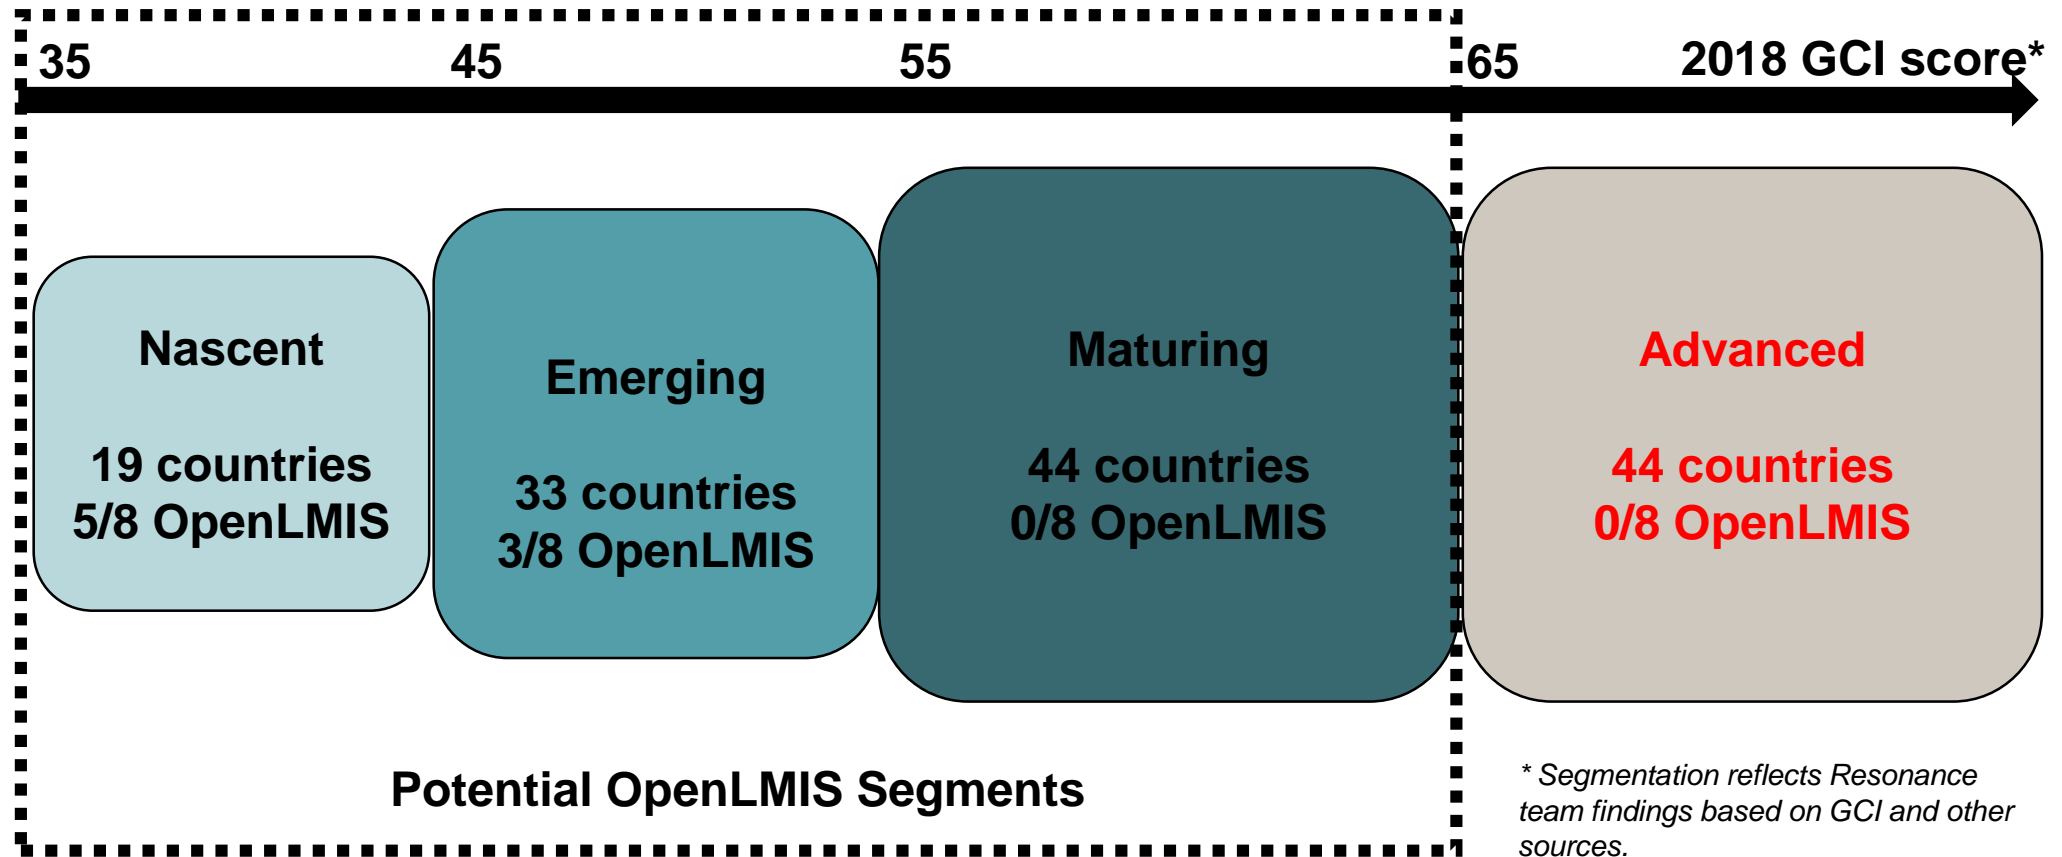 35
45
55
65
2018 GCI score*
Nascent
19 countries
5/8 OpenLMIS
Emerging
33 countries
3/8 OpenLMIS
Maturing
44 countries
0/8 OpenLMIS
Advanced
44 countries
0/8 OpenLMIS
Potential OpenLMIS Segments
* Segmentation reflects Resonance
team findings based on GCI and other
sources.